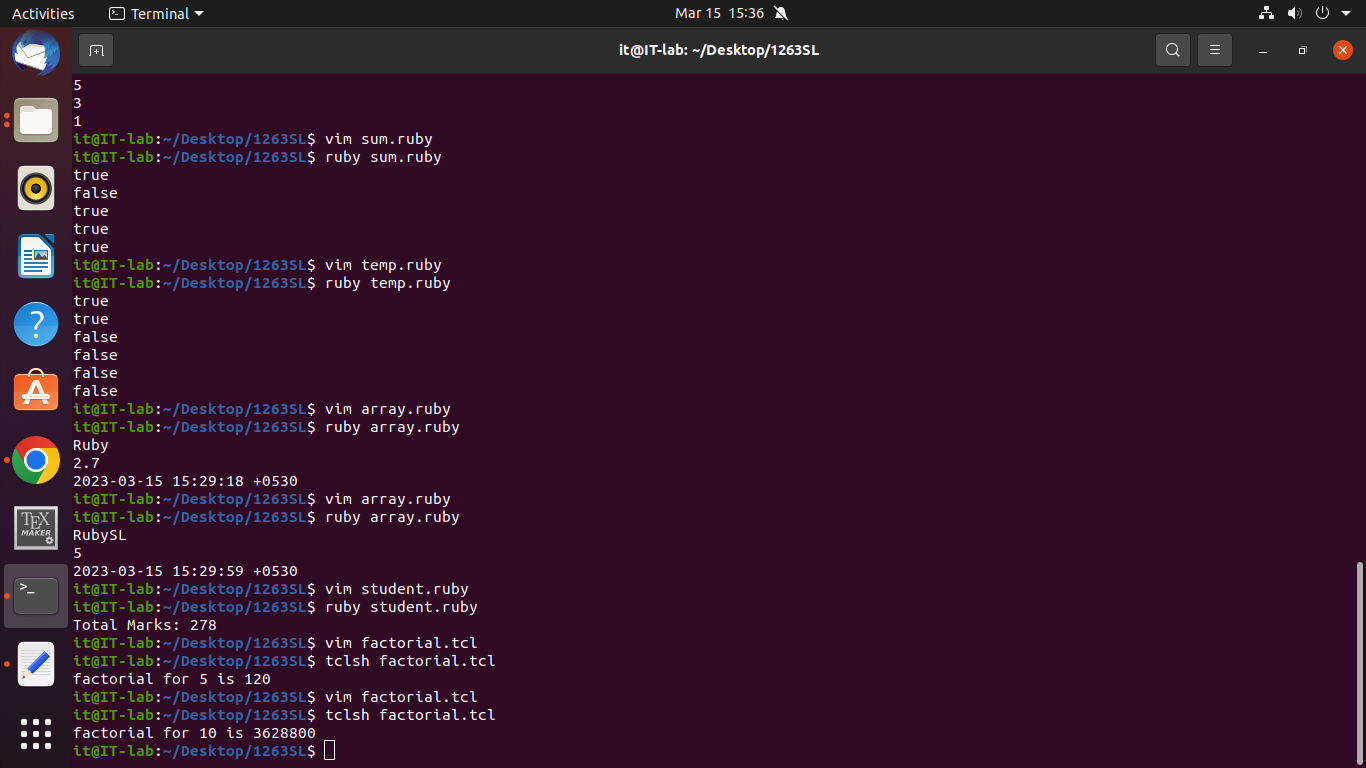 Activities Terminal Mar 15 15:36
it@IT-lab: ~/Desktop/1263SL
5
3
1
it@IT-lab:~/Desktop/1263SL$ vim sum.ruby
it@IT-lab:~/Desktop/1263SL$ ruby sum.ruby
true
false
true
true
true
it@IT-lab:~/Desktop/1263SL$ vim temp.ruby
it@IT-lab:~/Desktop/1263SL$ ruby temp.ruby
true
true
false
false
false
false
it@IT-lab:~/Desktop/1263SL$ vim array.ruby
it@IT-lab:~/Desktop/1263SL$ ruby array.ruby
Ruby
2.7
2023-03-15 15:29:18 +0530
it@IT-lab:~/Desktop/1263SL$ vim array.ruby
it@IT-lab:~/Desktop/1263SL$ ruby array.ruby
RubySL
5
2023-03-15 15:29:59 +0530
it@IT-lab:~/Desktop/1263SL$ vim student.ruby
it@IT-lab:~/Desktop/1263SL$ ruby student.ruby
Total Marks: 278
it@IT-lab:~/Desktop/1263SL$ vim factorial.tcl
it@IT-lab:~/Desktop/1263SL$ tclsh factorial.tcl
factorial for 5 is 120
it@IT-lab:~/Desktop/1263SL$ vim factorial.tcl
it@IT-lab:~/Desktop/1263SL$ tclsh factorial.tcl
factorial for 10 is 3628800
it@IT-lab:~/Desktop/1263SL$
?
TEX
MAKER
>_